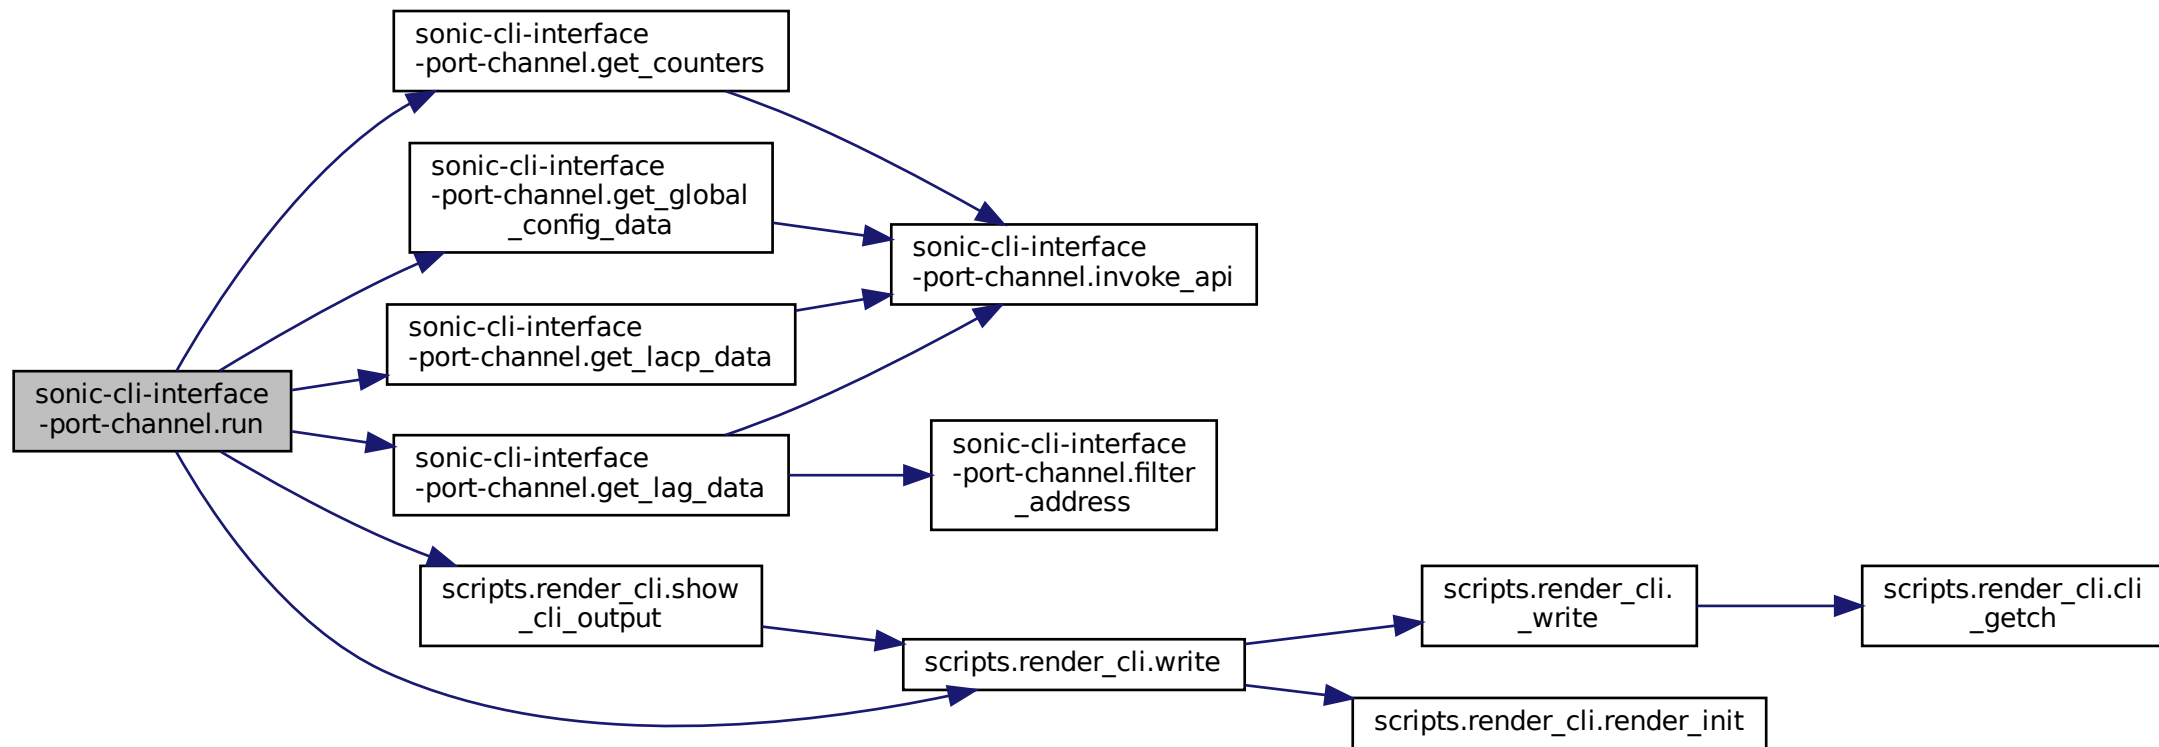 sonic-cli-interface
-port-channel.get_counters
sonic-cli-interface
-port-channel.get_global
_config_data
sonic-cli-interface
-port-channel.invoke_api
sonic-cli-interface
-port-channel.get_lacp_data
sonic-cli-interface
-port-channel.run
sonic-cli-interface
-port-channel.get_lag_data
sonic-cli-interface
-port-channel.filter
_address
scripts.render_cli.show
_cli_output
scripts.render_cli.
_write
scripts.render_cli.cli
_getch
scripts.render_cli.write
scripts.render_cli.render_init